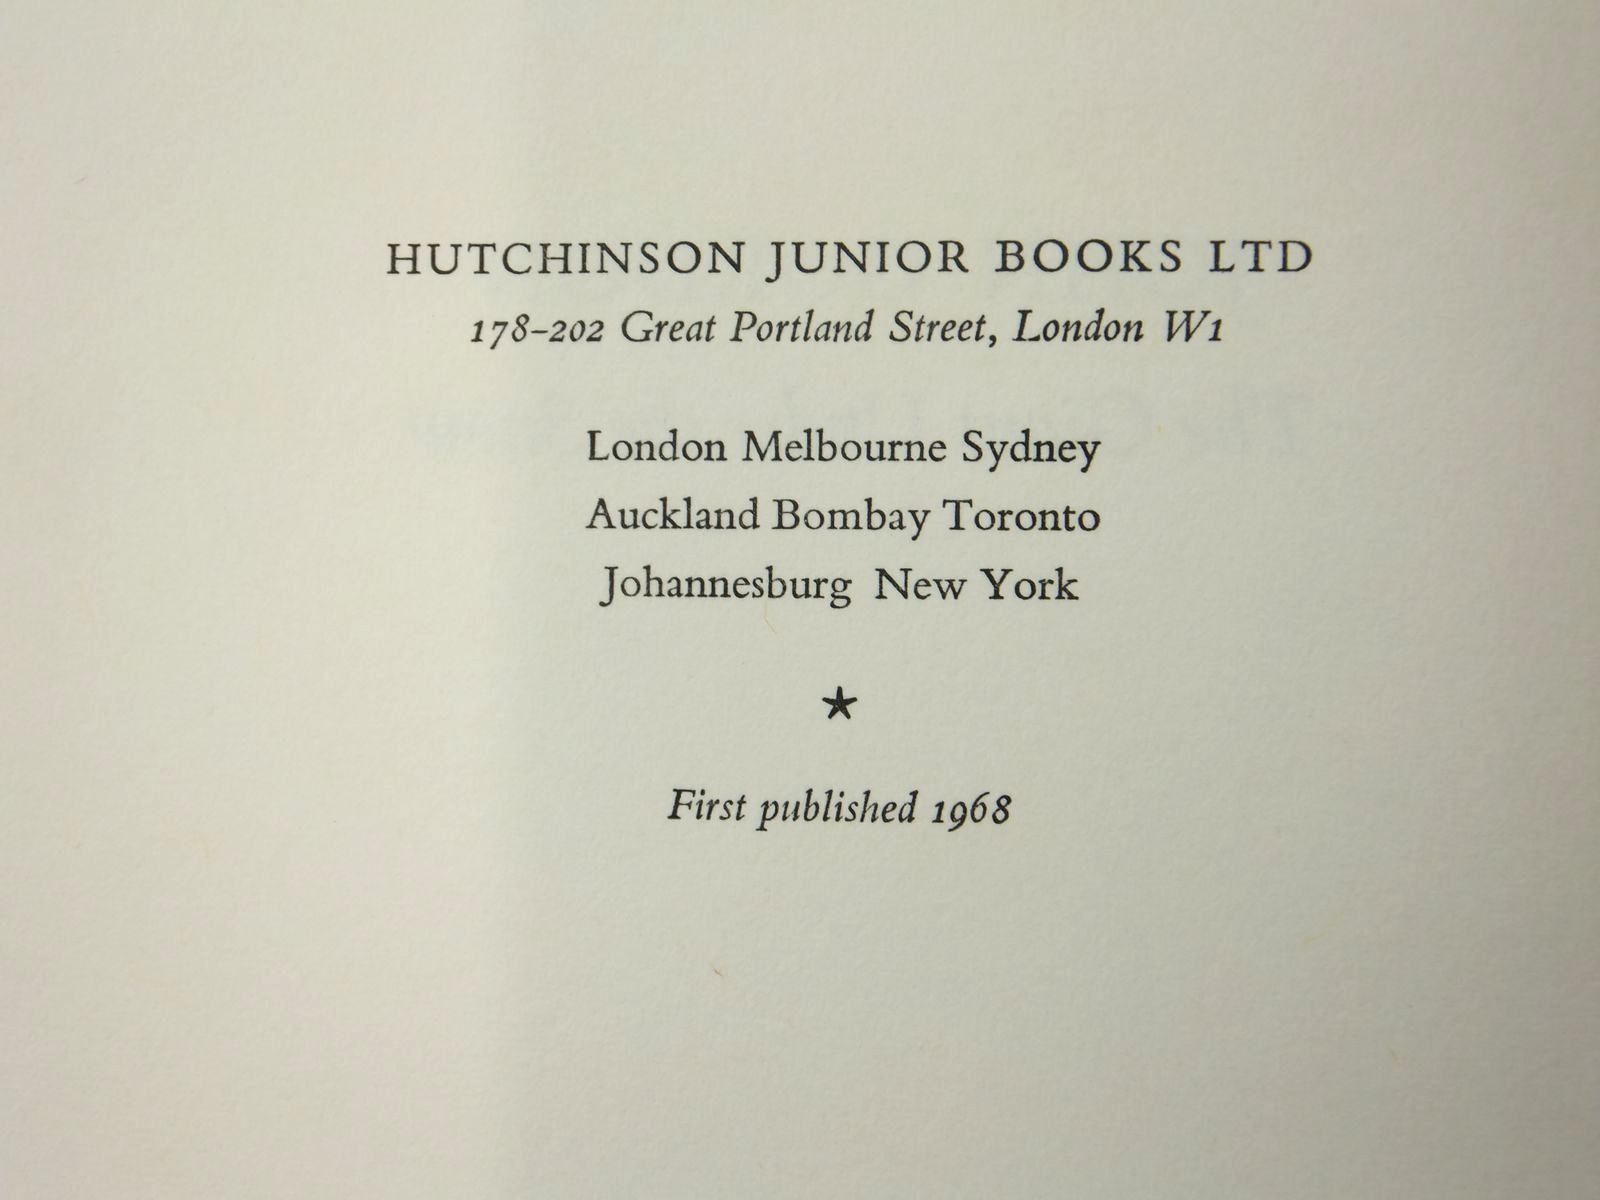 HUTCHINSON JUNIOR BOOKS LTD
178–202 Great Portland Street, London W1
London Melbourne Sydney
Auckland Bombay Toronto
Johannesburg New York
★
First published 1968